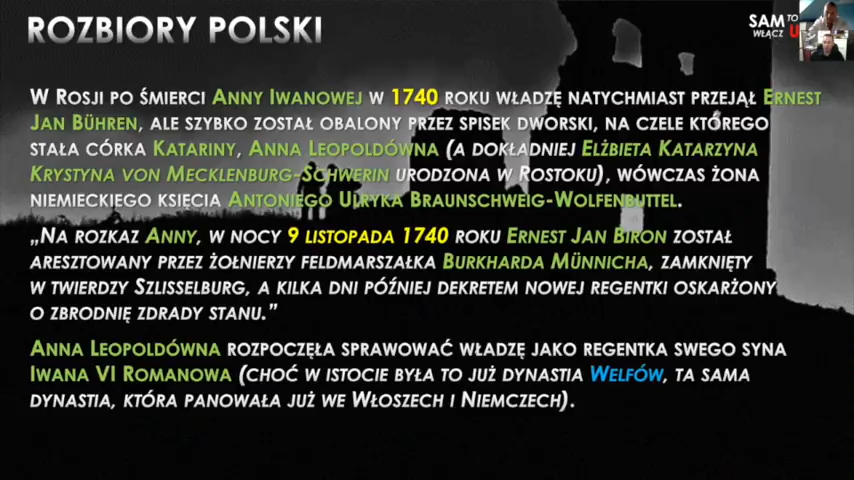 ROZBIORY POLSKI
SAM TO
WŁĄCZ
W ROSJI PO ŚMIERCI ANNY IWANOWEJ W 1740 ROKU WŁADZĘ NATYCHMIAST PRZEJĄŁ ERNEST
JAN BÜHREN, ALE SZYBKO ZOSTAŁ OBALONY PRZEZ SPISEK DWORSKI, NA CZELE KTÓREGO
STAŁA CÓRKA KATARINY, ANNA LEOPOLDÓWNA (A DOKŁADNIEJ ELŻBIETA KATARZYNA
KRYSTYNA VON MECKLENBURG-SCHWERIN URODZONA W ROSTOKU), WÓWCZAS ŻONA
NIEMIECKIEGO KSIĘCIA ANTONIEGO ULRYKA BRAUNSCHWEIG-WOLFENBUTTEL.
„NA ROZKAZ ANNY, W NOCY 9 LISTOPADA 1740 ROKU ERNEST JAN BIRON ZOSTAŁ
ARESZTOWANY PRZEZ ŻOŁNIERZY FELDMARSZAŁKA BURKHARDA MÜNNICHA, ZAMKNIĘTY
W TWIERDZY SZLISSELBURG, A KILKA DNI PÓŹNIEJ DEKRETEM NOWEJ REGENTKI OSKARŻONY
O ZBRODNIĘ ZDRADY STANU."
ANNA LEOPOLDÓWNA ROZPOCZĘŁA SPRAWOWAĆ WŁADZĘ JAKO REGENTKA SWEGO SYNA
IWANA VI ROMANOWA (CHOĆ W ISTOCIE BYŁA TO JUŻ DYNASTIA WELFÓW, TA SAMA
DYNASTIA, KTÓRA PANOWAŁA JUŻ WE WŁOSZECH I NIEMCZECH).